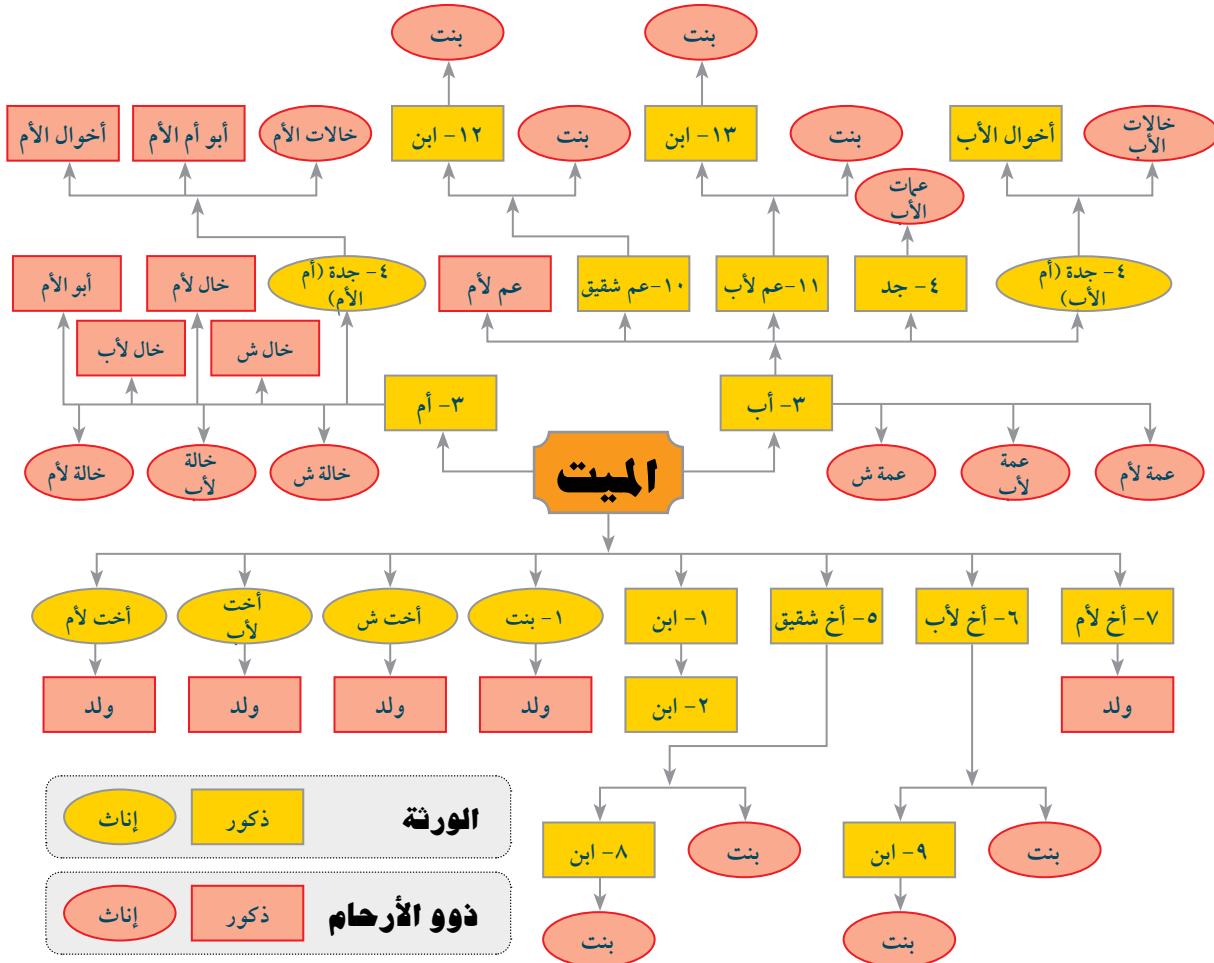 بنت
بنت
أخوال الأم
أبو أم الأم
خالات الأم
١٢- ابن
بنت
١٣- ابن
بنت
أخوال الأب
خالات
الأب
عمات
الأب
أبو الأم
خال لأم
٤- جدة (أم
الأم)
عم لأم
١٠-عم شقيق
١١-عم لأب
٤- جد
٤- جدة (أم
الأب)
خال لأب
خال ش
٣- أم
٣- أب
خالة لأم
خالة
لأب
خالة ش
الميت
عمة ش
عمة
لأب
عمة لأم
أخت لأم
أخت
لأب
أخت ش
١- بنت
١- ابن
٥- أخ شقيق
٦- أخ لأب
٧- أخ لأم
ولد
ولد
ولد
ولد
٢- ابن
ولد
الورثة
ذكور
إناث
٨- ابن
بنت
٩- ابن
بنت
ذوو الأرحام
ذكور
إناث
بنت
بنت